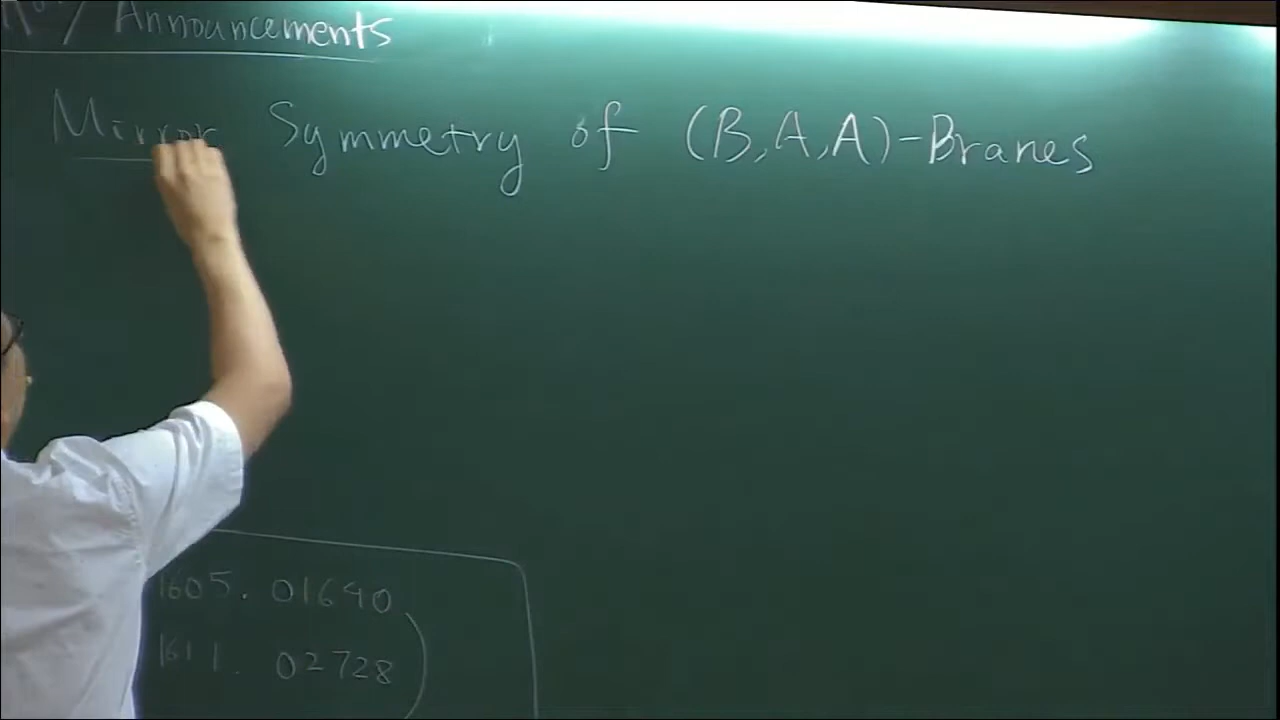 Announcements
Mirror Symmetry of (B,A,A)-Branes
1605.01640
1611.02728